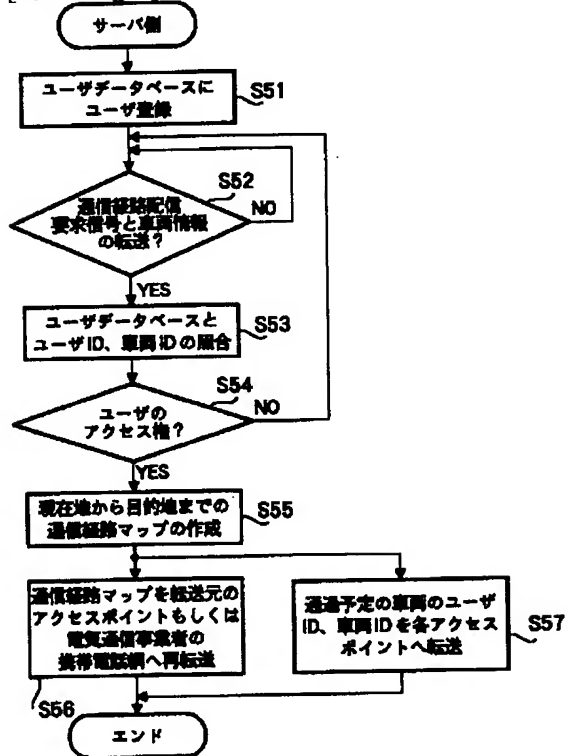 サーバ側
ユーザデータベースに
ユーザ登録
S51
S52
通信経路配信
要求信号と車両情報
の転送?
NO
YES
ユーザデータベースと
ユーザID、車両IDの照合
S53
S54
ユーザの
アクセス権?
NO
YES
現在地から目的地までの
通信経路マップの作成
S55
通信経路マップを転送元の
アクセスポイントもしくは
電気通信事業者の
携帯電話網へ再転送
S56
通過予定の車両のユーザ
ID、車両IDを各アクセス
ポイントへ転送
S57
エンド